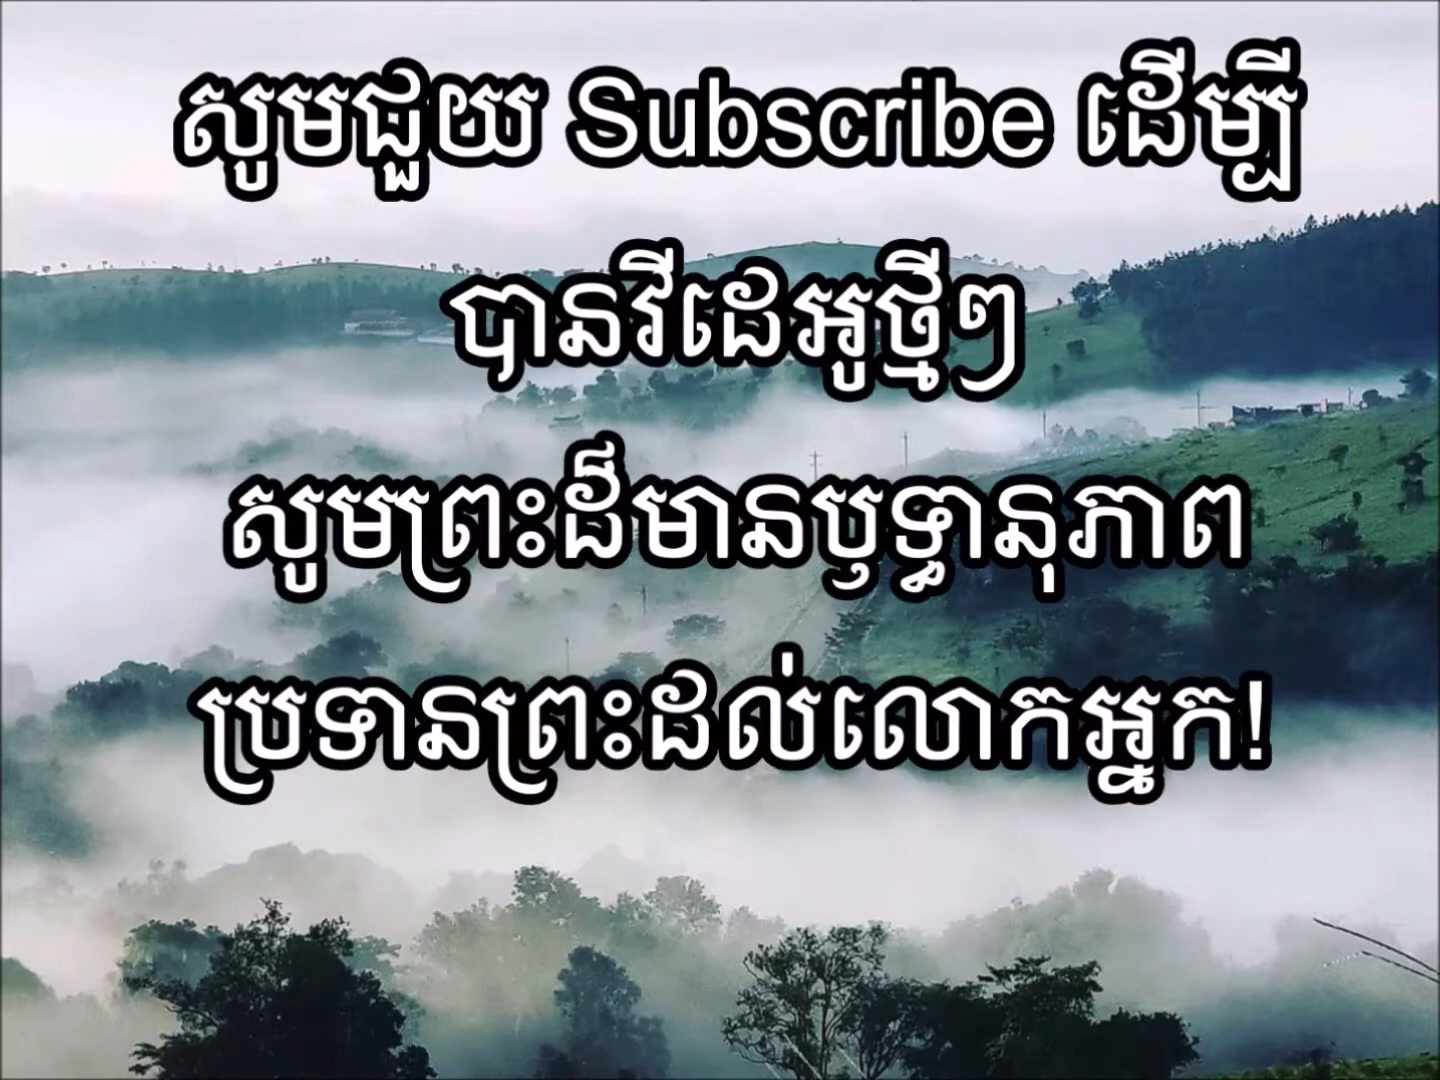 សូមជួយ Subscribe ដើម្បី
បានវីដេអូថ្មីៗ
សូមព្រះដ៏មានឫទ្ធានុភាព
ប្រទានព្រះដល់លោកអ្នក!